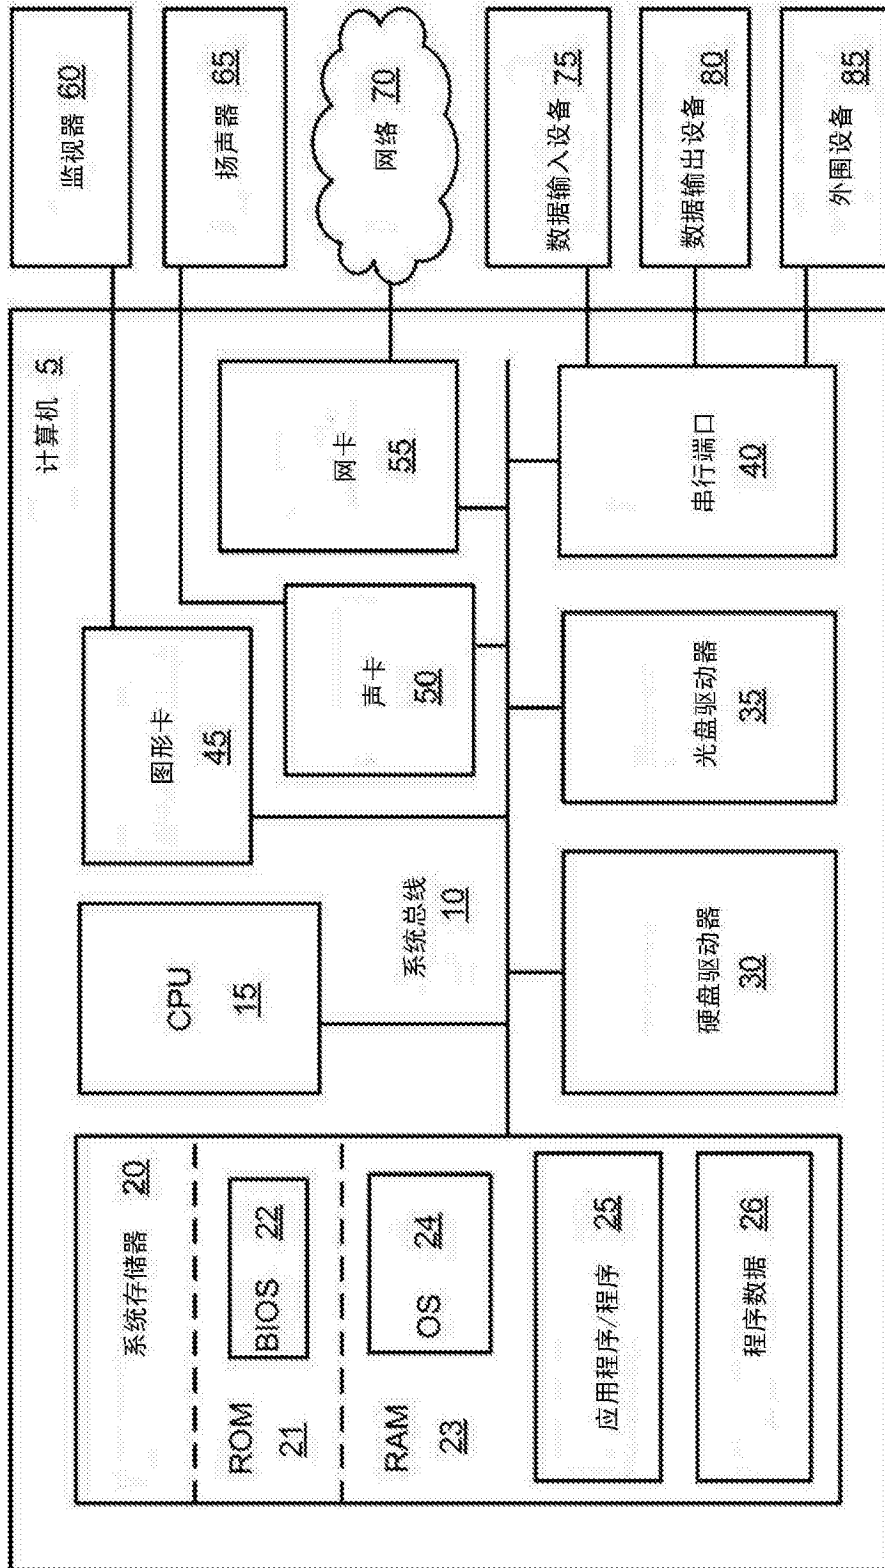 计算机 5
系统存储器 20
ROM
21
BIOS 22
RAM
23
OS 24
应用程序/程序 25
程序数据 26
CPU
15
系统总线
10
图形卡
45
声卡
50
网卡
55
硬盘驱动器
30
光盘驱动器
35
串行端口
40
监视器 60
扬声器 65
网络 70
数据输入设备 75
数据输出设备 80
外围设备 85